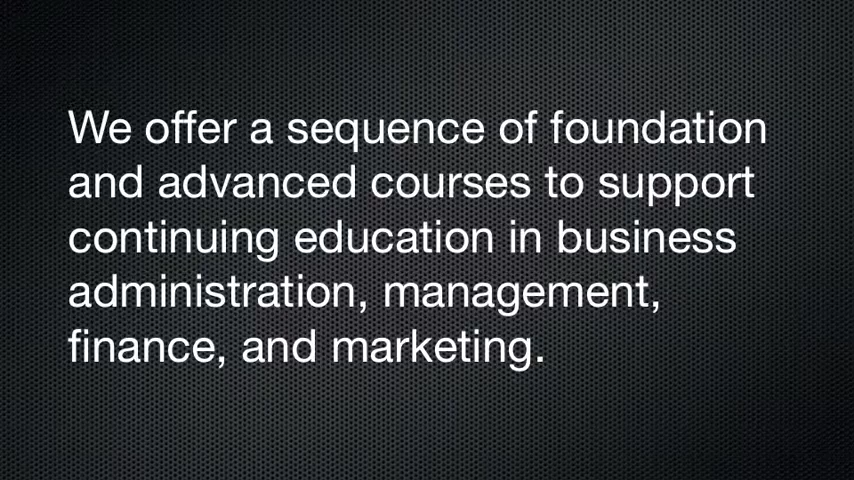 We offer a sequence of foundation
and advanced courses to support
continuing education in business
administration, management,
finance, and marketing.